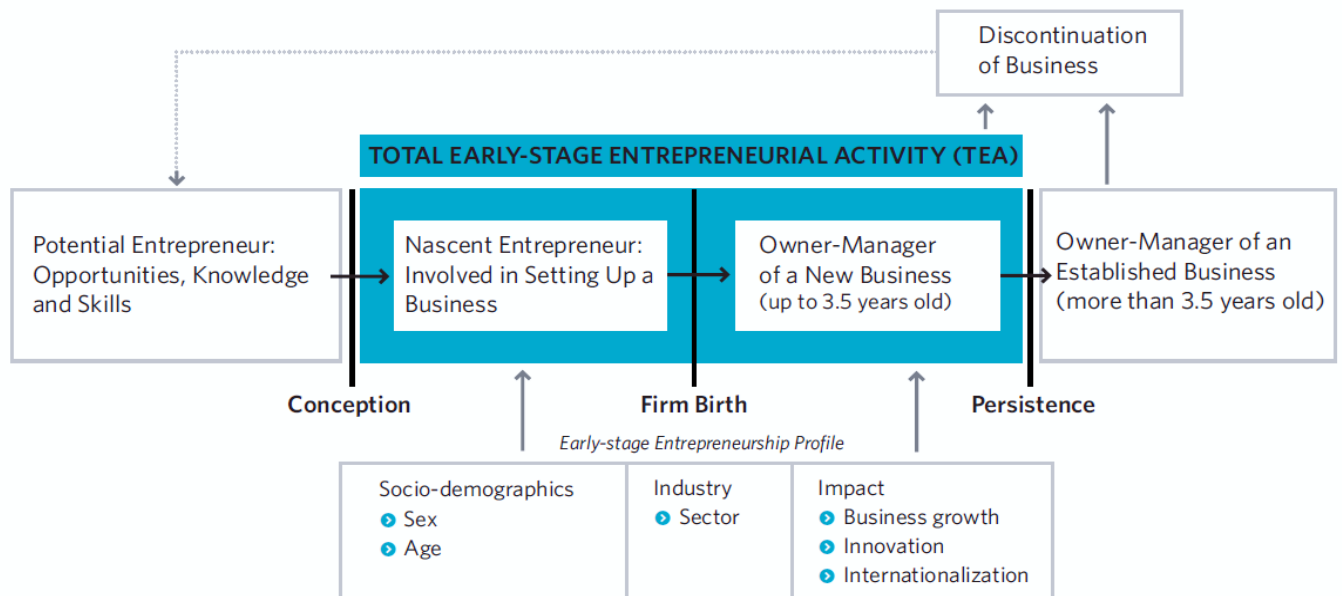 Discontinuation
of Business
TOTAL EARLY-STAGE ENTREPRENEURIAL ACTIVITY (TEA)
Potential Entrepreneur:
Opportunities, Knowledge
and Skills
Nascent Entrepreneur:
Involved in Setting Up a
Business
Owner-Manager
of a New Business
(up to 3.5 years old)
Owner-Manager of an
Established Business
(more than 3.5 years old)
Conception
Firm Birth
Persistence
Early-stage Entrepreneurship Profile
Socio-demographics
Sex
Age
Industry
Sector
Impact
Business growth
Innovation
Internationalization